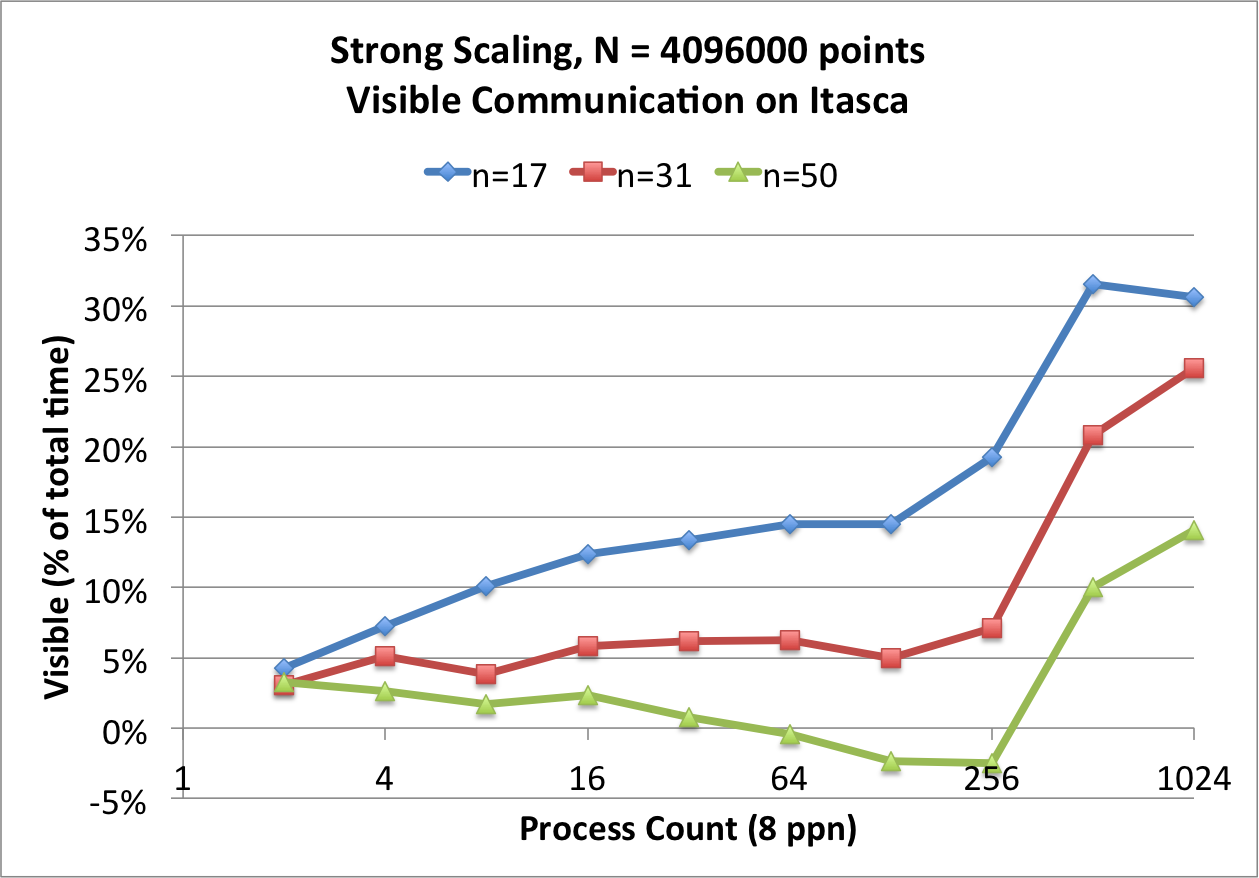 Strong Scaling, N = 4096000 points
Visible Communication on Itasca
n=17 n=31 n=50
35%
30%
25%
20%
15%
10%
5%
0%
-5%
Visible (% of total time)
1 4 16 64 256 1024
Process Count (8 ppn)